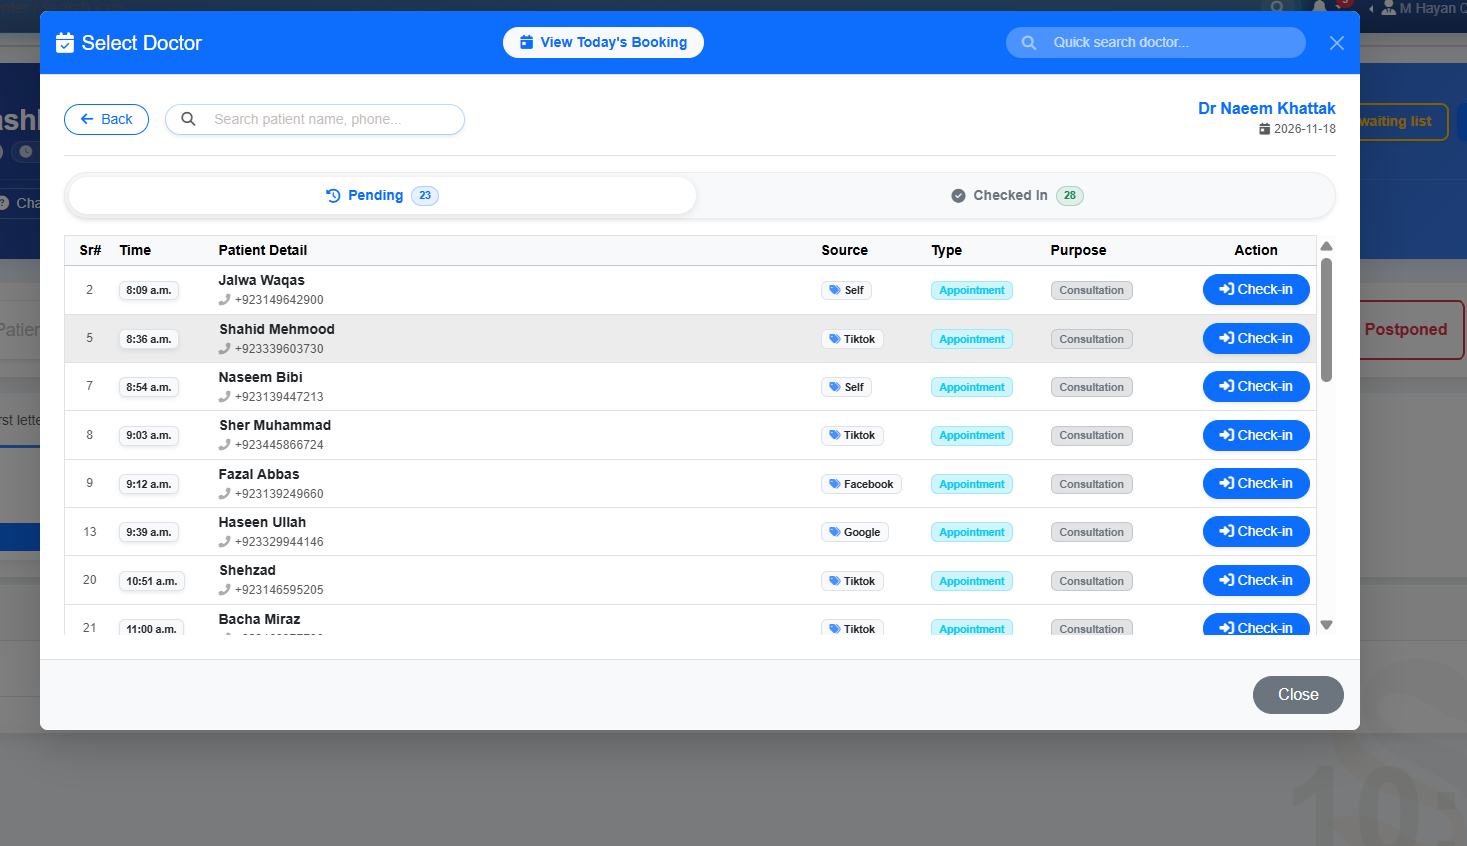 M Hayan
Select Doctor
View Today's Booking
Quick search doctor...
Back
Search patient name, phone...
Dr Naeem Khattak
2026-11-18
waiting list
Pending 23
Checked In 28
Sr# Time Patient Detail Source Type Purpose Action
2 8:09 a.m. Jalwa Waqas Self Appointment Consultation Check-in
+923149642900
5 8:36 a.m. Shahid Mehmood Tiktok Appointment Consultation Check-in
+923339603730
7 8:54 a.m. Naseem Bibi Self Appointment Consultation Check-in
+923139447213
8 9:03 a.m. Sher Muhammad Tiktok Appointment Consultation Check-in
+923445866724
9 9:12 a.m. Fazal Abbas Facebook Appointment Consultation Check-in
+923139249660
13 9:39 a.m. Haseen Ullah Google Appointment Consultation Check-in
+923329944146
20 10:51 a.m. Shehzad Tiktok Appointment Consultation Check-in
+923146595205
21 11:00 a.m. Bacha Miraz Tiktok Appointment Consultation Check-in
Postponed
Close
10: